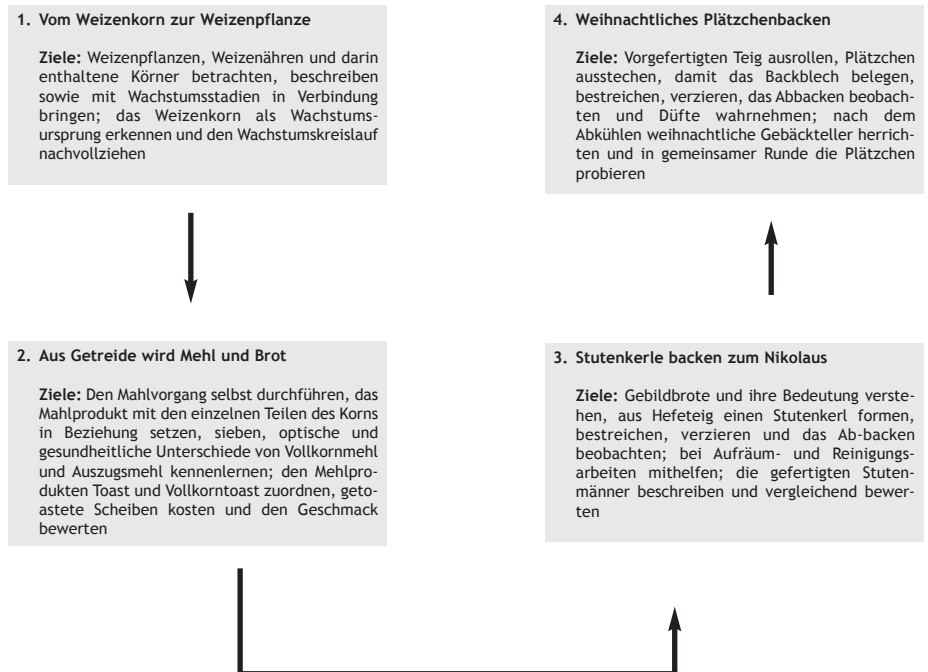 1. Vom Weizenkorn zur Weizenpflanze
Ziele: Weizenpflanzen, Weizenähren und darin
enthaltene Körner betrachten, beschreiben
sowie mit Wachstumsstadien in Verbindung
bringen; das Weizenkorn als Wachstums-
ursprung erkennen und den Wachstumskreislauf
nachvollziehen
2. Aus Getreide wird Mehl und Brot
Ziele: Den Mahlvorgang selbst durchführen, das
Mahlprodukt mit den einzelnen Teilen des Korns
in Beziehung setzen, sieben, optische und
gesundheitliche Unterschiede von Vollkornmehl
und Auszugsmehl kennenlernen; den Mehlpro-
dukten Toast und Vollkorntoast zuordnen, geto-
astete Scheiben kosten und den Geschmack
bewerten
3. Stutenkerle backen zum Nikolaus
Ziele: Gebildbrote und ihre Bedeutung verste-
hen, aus Hefeteig einen Stutenkerl formen,
bestreichen, verzieren und das Ab-backen
beobachten; bei Aufräum- und Reinigungs-
arbeiten mithelfen; die gefertigten Stuten-
männer beschreiben und vergleichend bewer-
ten
4. Weihnachtliches Plätzchenbacken
Ziele: Vorgefertigten Teig ausrollen, Plätzchen
ausstechen, damit das Backblech belegen,
bestreichen, verzieren, das Abbacken beobach-
ten und Düfte wahrnehmen; nach dem
Abkühlen weihnachtliche Gebäckteller herrich-
ten und in gemeinsamer Runde die Plätzchen
probieren